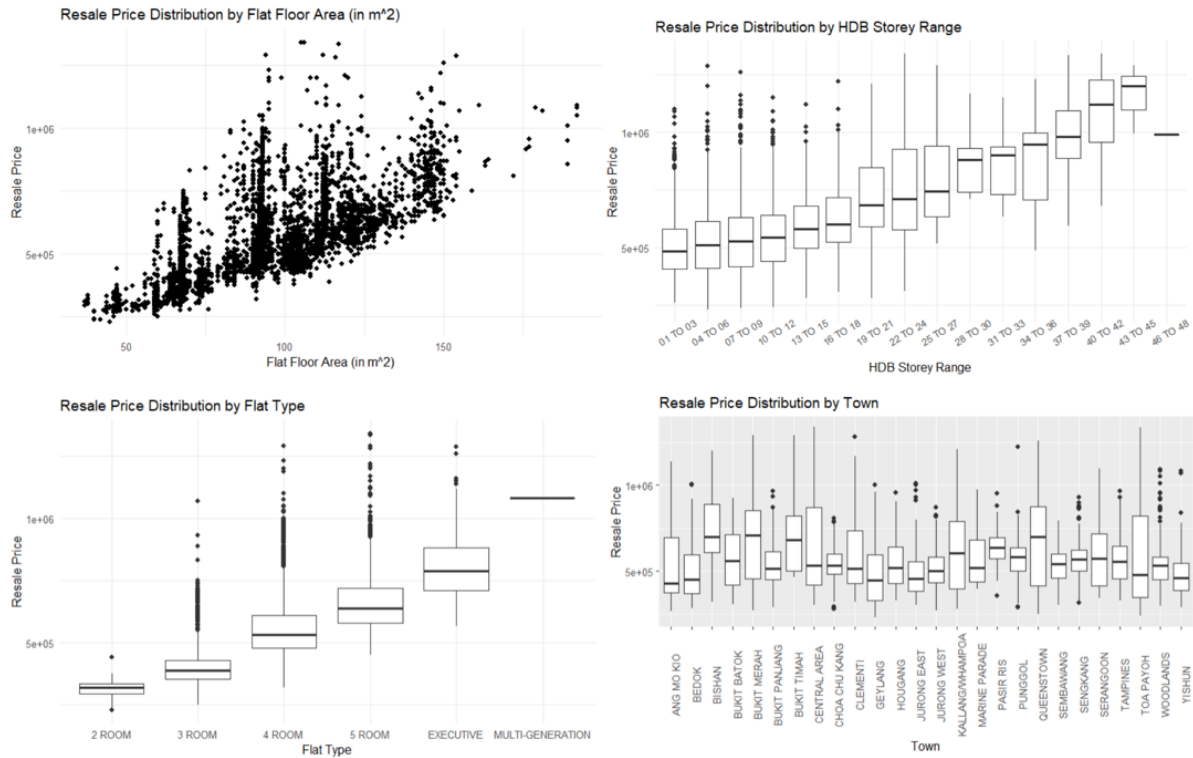 Resale Price Distribution by Flat Floor Area (in m^2)
Resale Price
1e+06
5e+05
50
100
150
Flat Floor Area (in m^2)
Resale Price Distribution by HDB Storey Range
Resale Price
1e+06
5e+05
01 TO 03
04 TO 06
07 TO 09
10 TO 12
13 TO 15
16 TO 18
19 TO 21
22 TO 24
25 TO 27
28 TO 30
31 TO 33
34 TO 36
37 TO 39
40 TO 42
43 TO 45
46 TO 48
HDB Storey Range
Resale Price Distribution by Flat Type
Resale Price
1e+06
5e+05
2 ROOM
3 ROOM
4 ROOM
5 ROOM
EXECUTIVE
MULTI-GENERATION
Flat Type
Resale Price Distribution by Town
Resale Price
1e+06
5e+05
ANG MO KIO
BEDOK
BISHAN
BUKIT BATOK
BUKIT MERAH
BUKIT PANJANG
BUKIT TIMAH
CENTRAL AREA
CHOA CHU KANG
CLEMENTI
GEYLANG
HOUGANG
JURONG EAST
JURONG WEST
KALLANG/WHAMPOA
MARINE PARADE
PASIR RIS
PUNGGOL
QUEENSTOWN
SEMBAWANG
SENGKANG
SERANGOON
TAMPINES
TOA PAYOH
WOODLANDS
YISHUN
Town